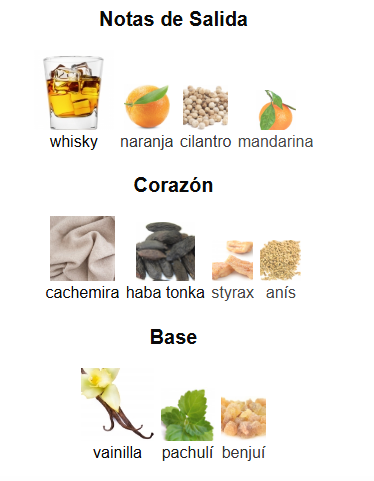 Notas de Salida
whisky naranja cilantro mandarina
Corazón
cachemira haba tonka styrax anís
Base
vainilla pachulí benjuí